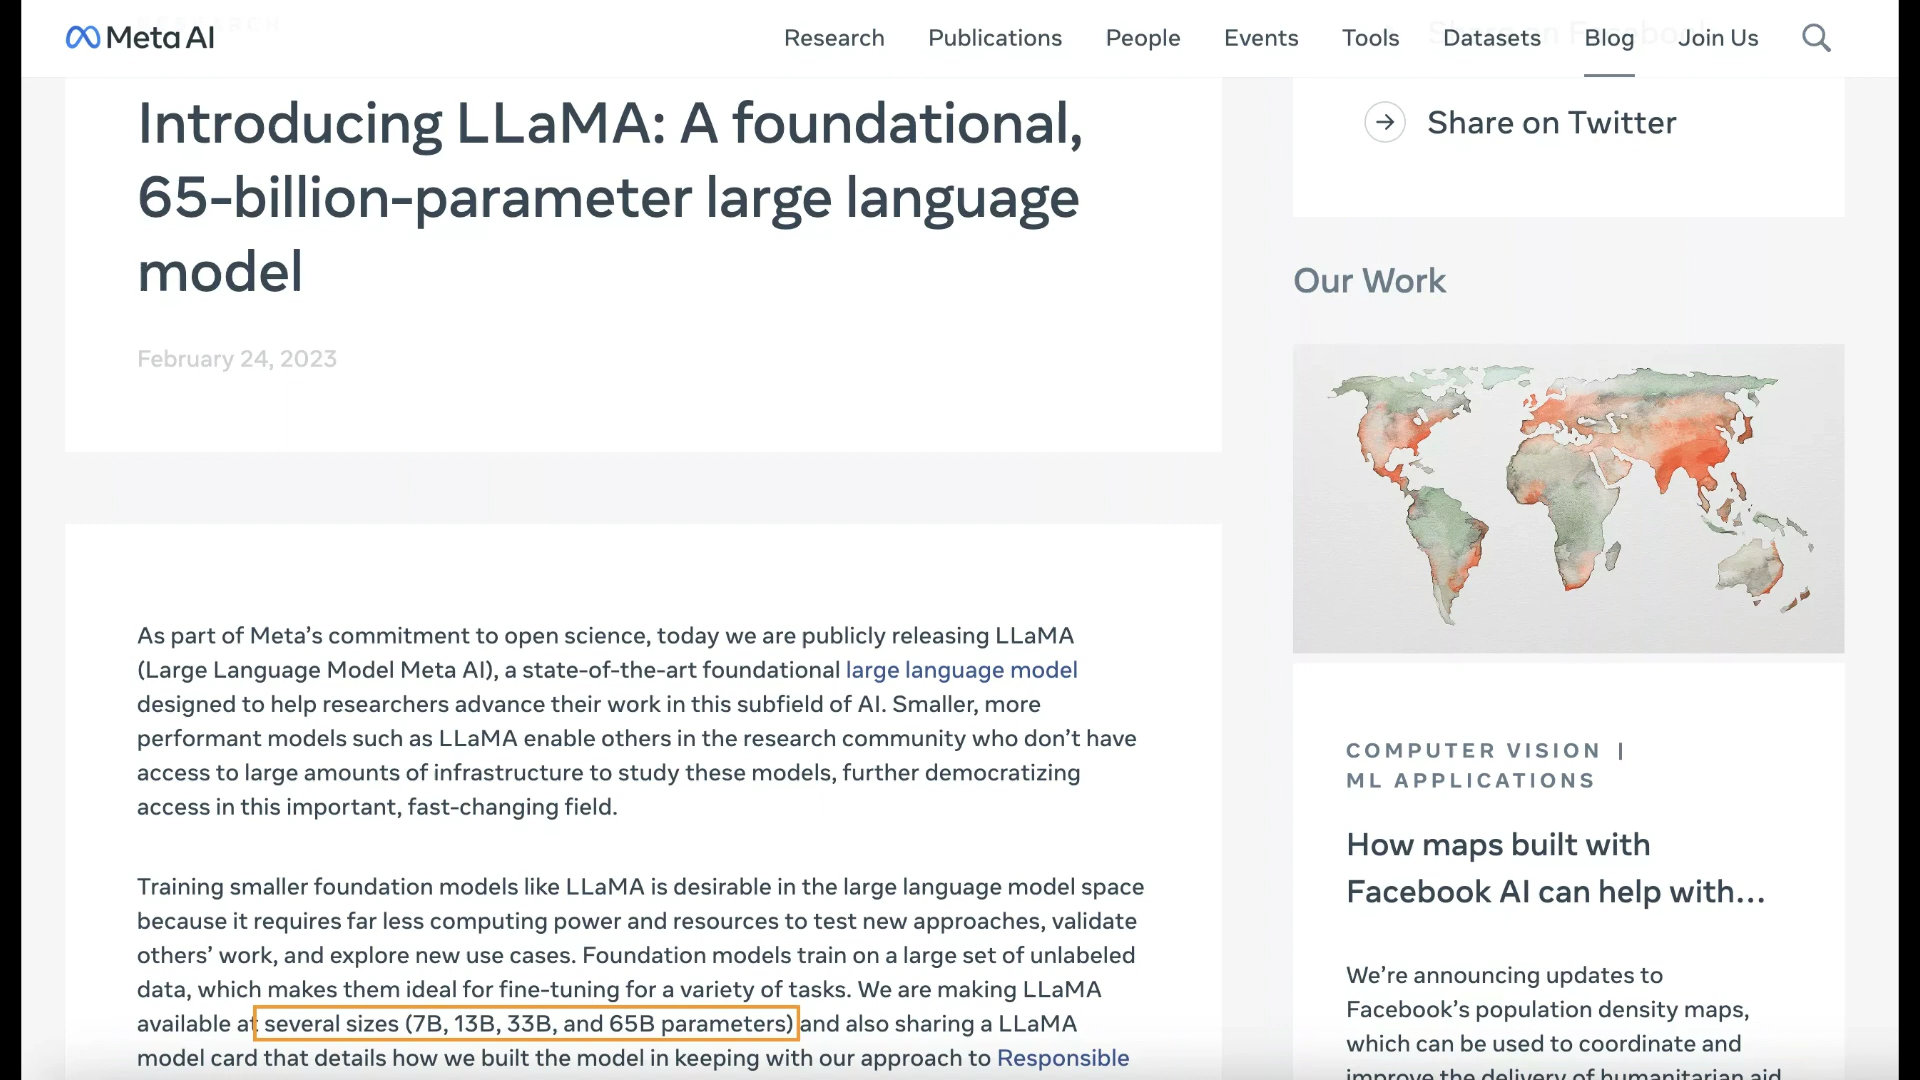 Meta AI
Research Publications People Events Tools Datasets Blog Join Us
Introducing LLaMA: A foundational,
65-billion-parameter large language
model
February 24, 2023
As part of Meta’s commitment to open science, today we are publicly releasing LLaMA
(Large Language Model Meta AI), a state-of-the-art foundational large language model
designed to help researchers advance their work in this subfield of AI. Smaller, more
performant models such as LLaMA enable others in the research community who don’t have
access to large amounts of infrastructure to study these models, further democratizing
access in this important, fast-changing field.
Training smaller foundation models like LLaMA is desirable in the large language model space
because it requires far less computing power and resources to test new approaches, validate
others’ work, and explore new use cases. Foundation models train on a large set of unlabeled
data, which makes them ideal for fine-tuning for a variety of tasks. We are making LLaMA
available at several sizes (7B, 13B, 33B, and 65B parameters) and also sharing a LLaMA
model card that details how we built the model in keeping with our approach to Responsible
Share on Twitter
Our Work
COMPUTER VISION |
ML APPLICATIONS
How maps built with
Facebook AI can help with...
We’re announcing updates to
Facebook’s population density maps,
which can be used to coordinate and
improve the delivery of humanitarian aid